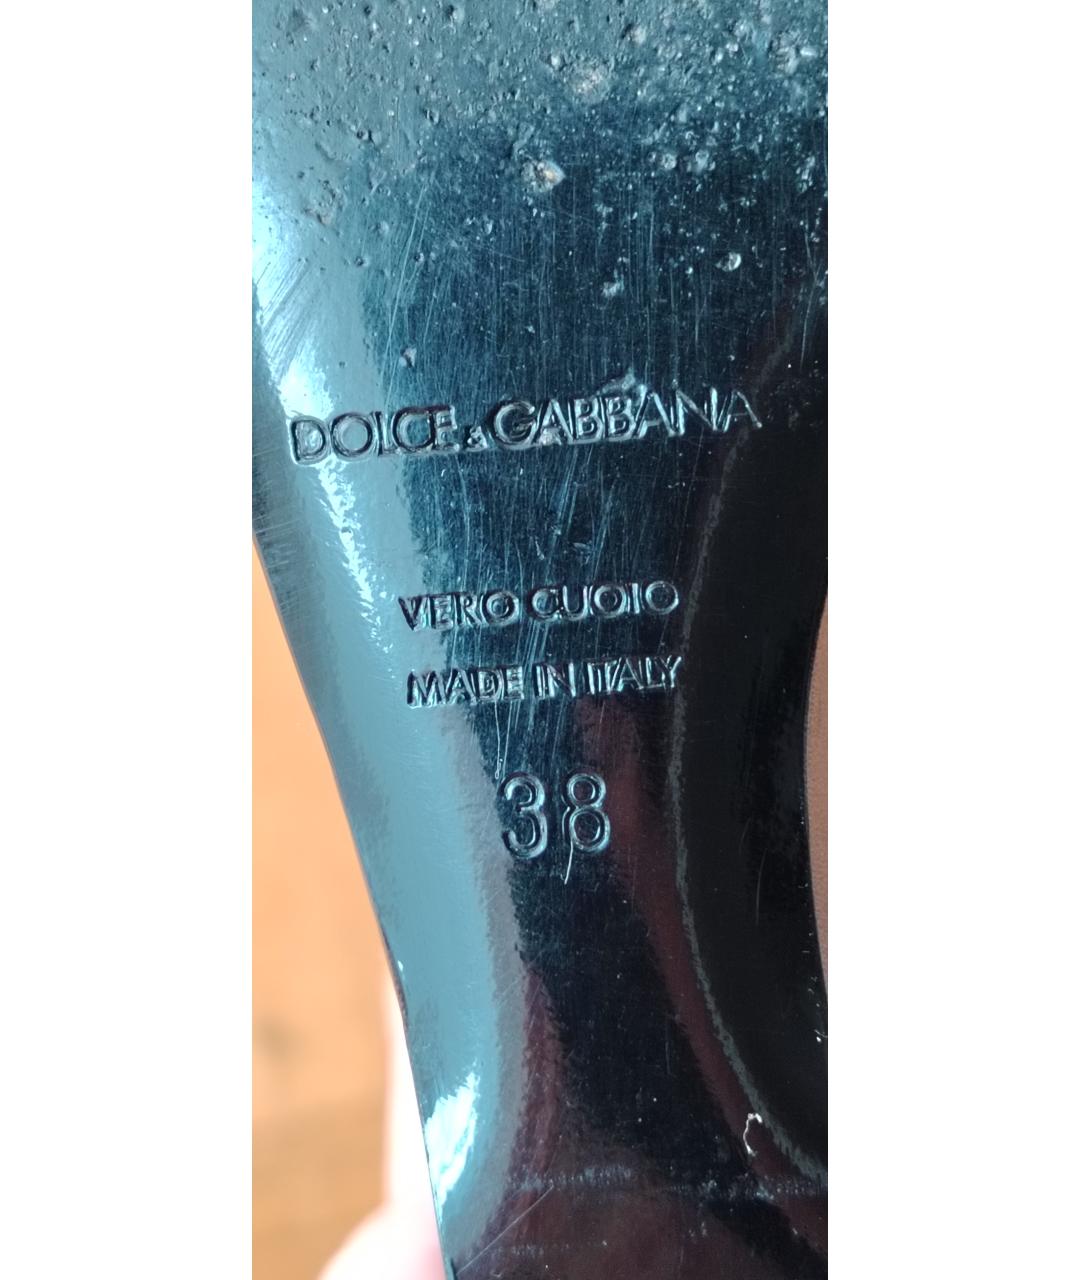 DOLCE & GABBANA
VERO CUOIO
MADE IN ITALY
38